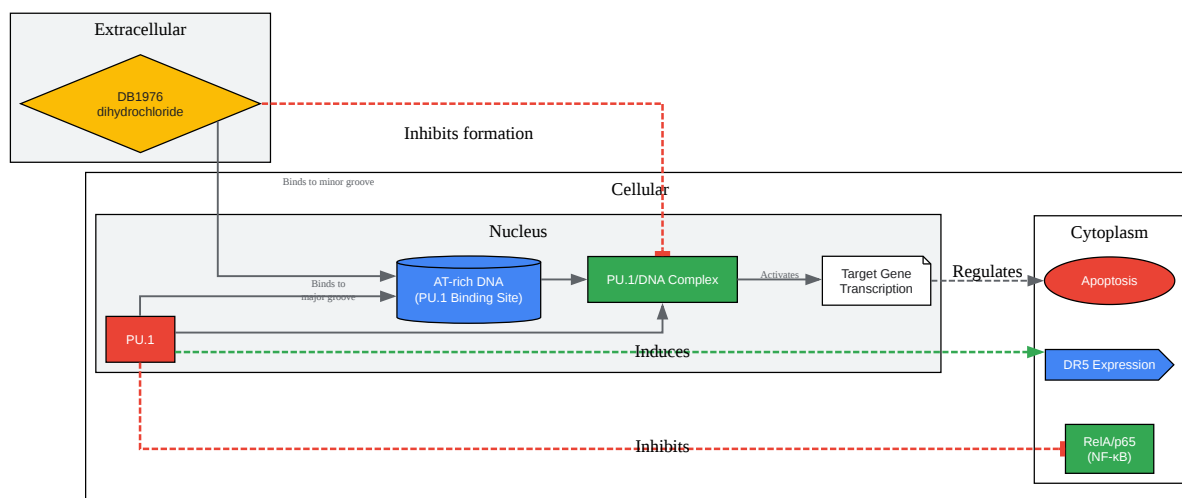 Extracellular
DB1976
dihydrochloride
Inhibits formation
Binds to minor groove
Cellular
Nucleus
Cytoplasm
Binds to
major groove
AT-rich DNA
(PU.1 Binding Site)
PU.1/DNA Complex
Activates
Target Gene
Transcription
Regulates
Apoptosis
PU.1
Induces
DR5 Expression
Inhibits
RelA/p65
(NF-κB)